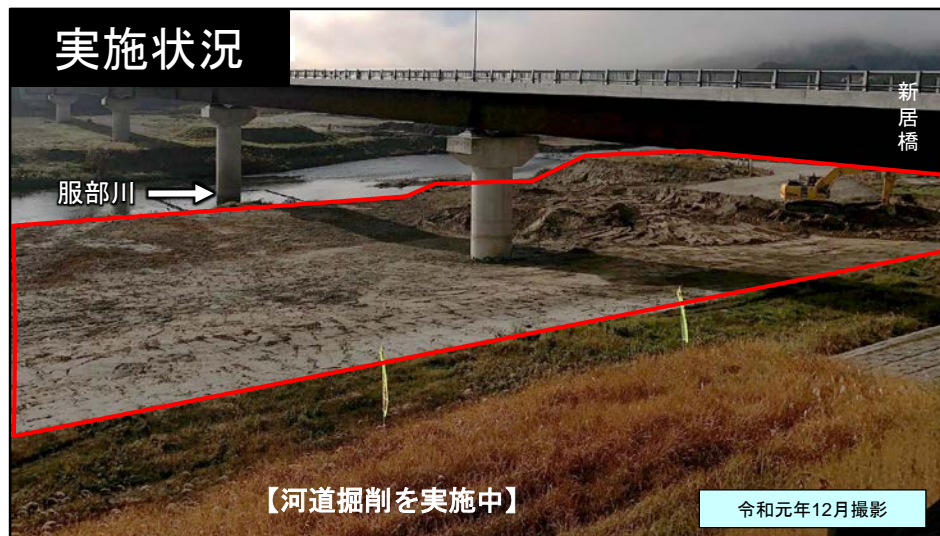 実施状況
新居橋
服部川
【河道掘削を実施中】
令和元年12月撮影